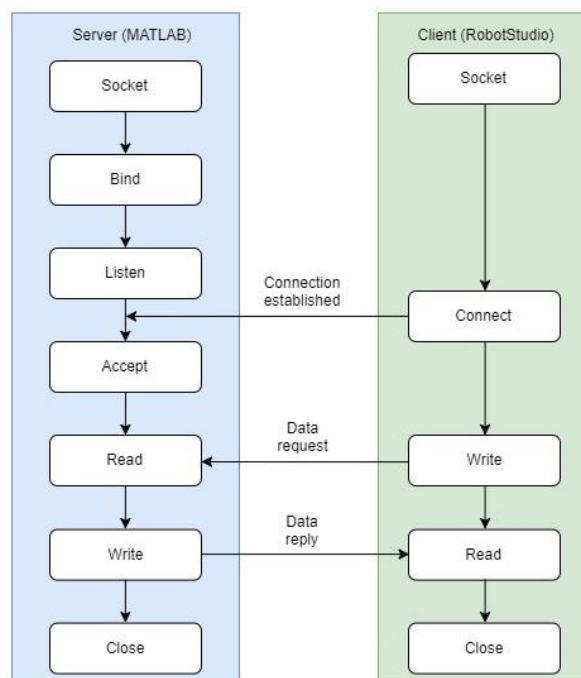 Server (MATLAB)
Socket
Bind
Listen
Accept
Read
Write
Close
Connection
established
Data
request
Data
reply
Client (RobotStudio)
Socket
Connect
Write
Read
Close